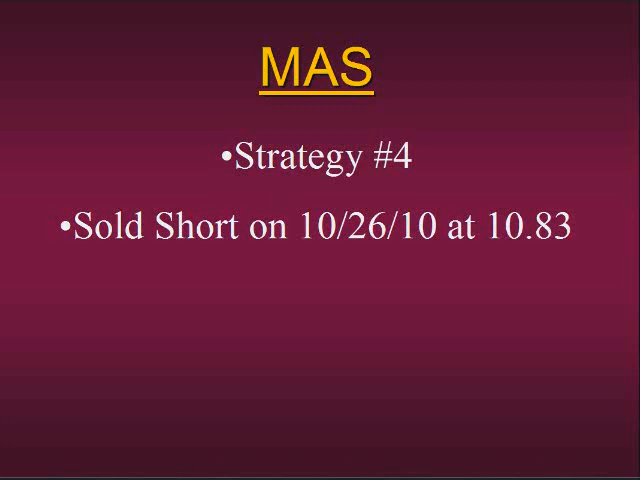 MAS
•Strategy #4
•Sold Short on 10/26/10 at 10.83